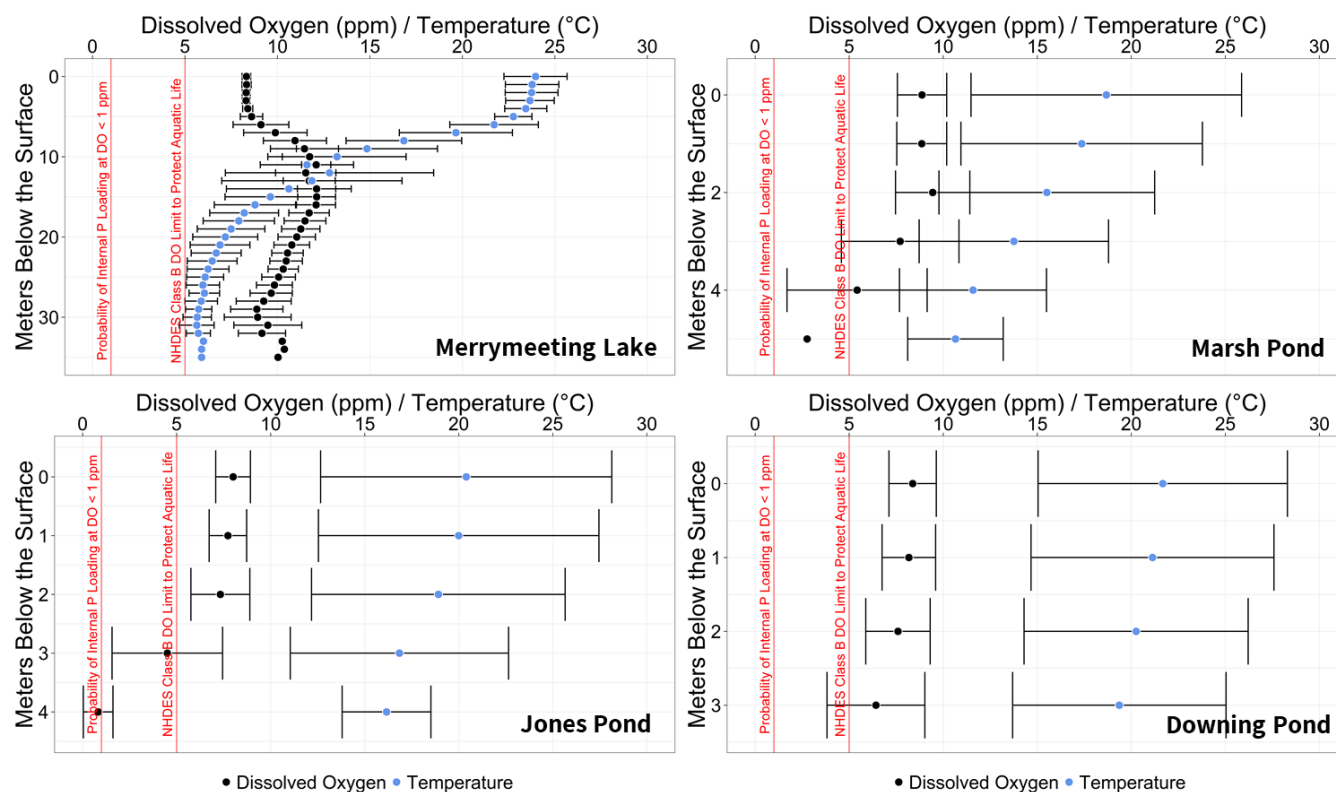 Dissolved Oxygen (ppm) / Temperature (°C)
0 5 10 15 20 25 30
Meters Below the Surface
0
10
20
30
Probability of Internal P Loading at DO < 1 ppm
NHDES Class B DO Limit to Protect Aquatic Life
Merrymeeting Lake
Dissolved Oxygen (ppm) / Temperature (°C)
0 5 10 15 20 25 30
Meters Below the Surface
0
2
4
Probability of Internal P Loading at DO < 1 ppm
NHDES Class B DO Limit to Protect Aquatic Life
Marsh Pond
Dissolved Oxygen (ppm) / Temperature (°C)
0 5 10 15 20 25 30
Meters Below the Surface
0
1
2
3
4
Probability of Internal P Loading at DO < 1 ppm
NHDES Class B DO Limit to Protect Aquatic Life
Jones Pond
Dissolved Oxygen Temperature
Dissolved Oxygen (ppm) / Temperature (°C)
0 5 10 15 20 25 30
Meters Below the Surface
0
1
2
3
Probability of Internal P Loading at DO < 1 ppm
NHDES Class B DO Limit to Protect Aquatic Life
Downing Pond
Dissolved Oxygen Temperature